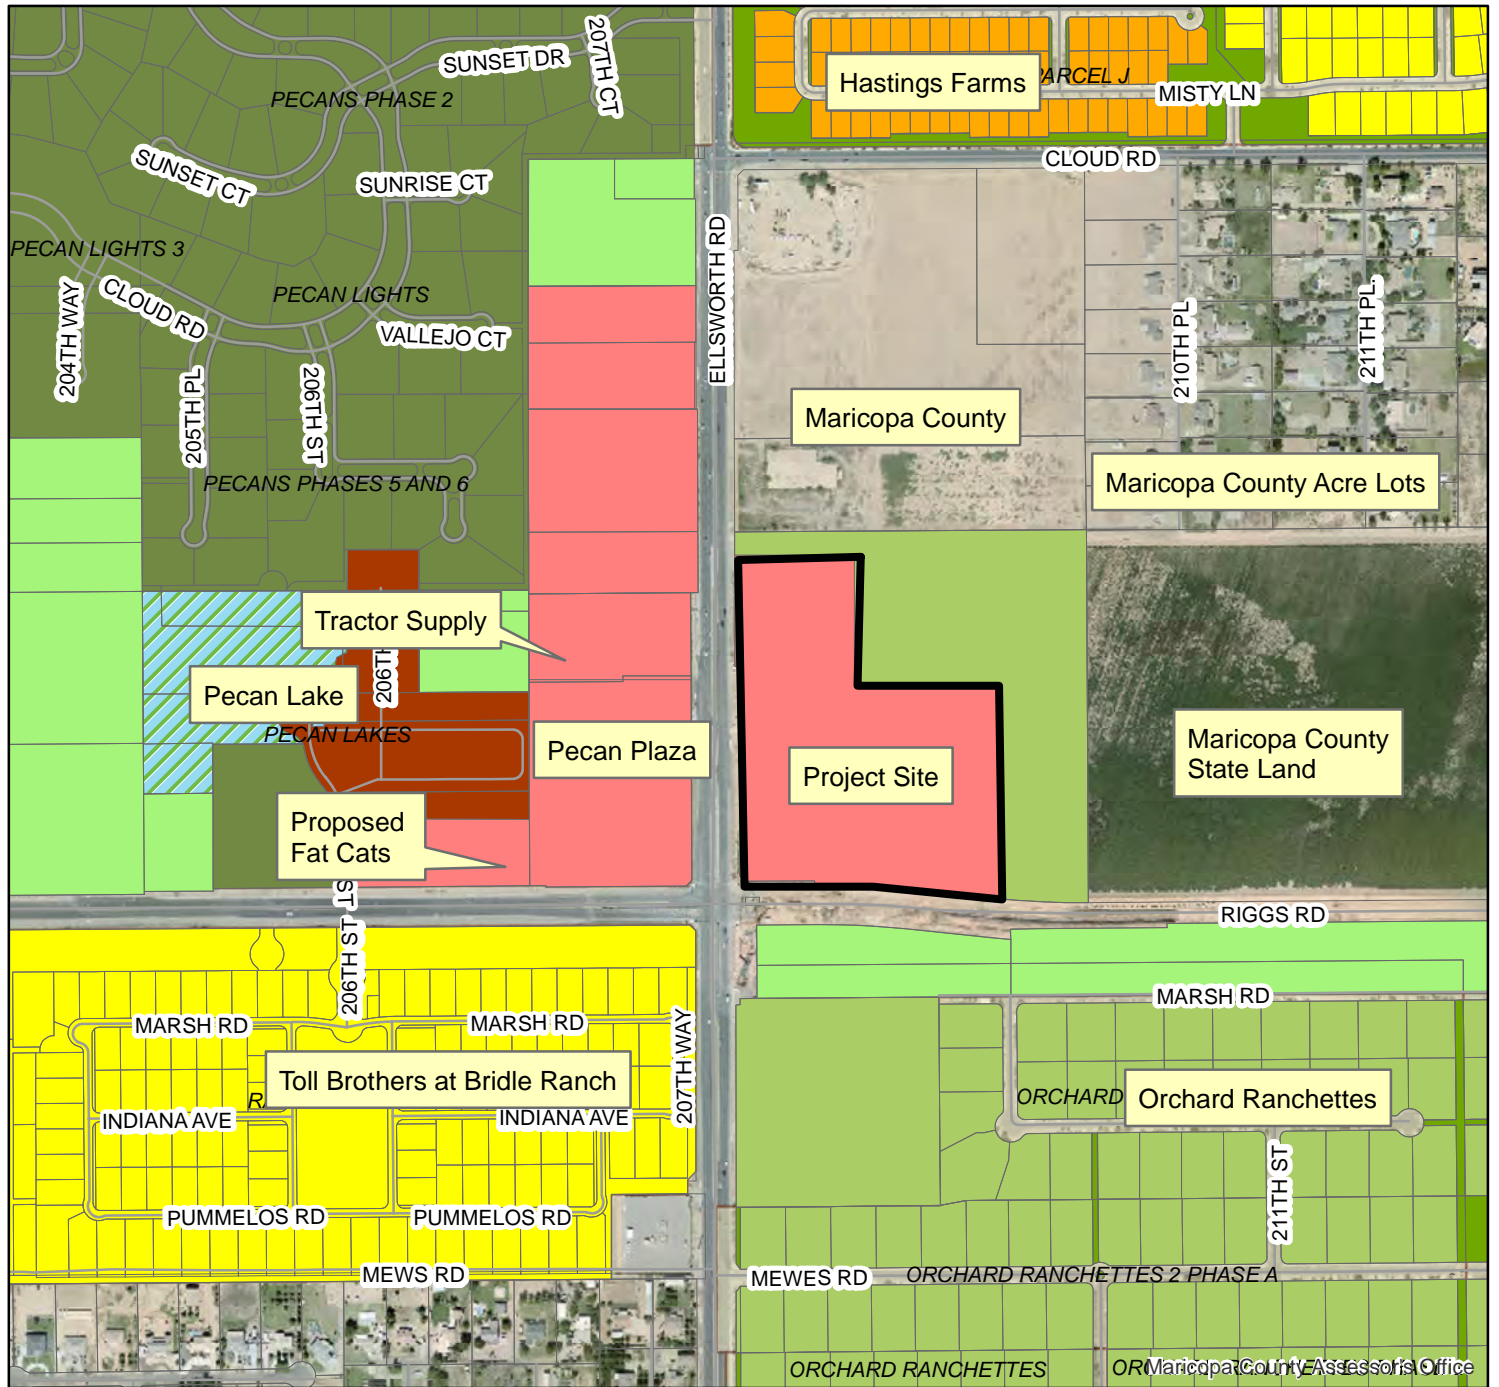 SUNSET DR
207TH CT
PECANS PHASE 2
Hastings Farms
PARCEL J
MISTY LN
CLOUD RD
SUNSET CT
SUNRISE CT
PECAN LIGHTS 3
ELLSWORTH RD
204TH WAY
CLOUD RD
PECAN LIGHTS
VALLEJO CT
210TH PL
211TH PL.
205TH PL
206TH ST
Maricopa County
PECANS PHASES 5 AND 6
Maricopa County Acre Lots
Tractor Supply
206TH
Pecan Lake
PECAN LAKES
Pecan Plaza
Project Site
Maricopa County
State Land
Proposed
Fat Cats
ST
206TH ST
RIGGS RD
MARSH RD
MARSH RD
MARSH RD
207TH WAY
Toll Brothers at Bridle Ranch
INDIANA AVE
INDIANA AVE
ORCHARD
Orchard Ranchettes
211TH ST
PUMMELOS RD
PUMMELOS RD
MEWS RD
MEWES RD
ORCHARD RANCHETTES 2 PHASE A
ORCHARD RANCHETTES
Maricopa County Assessor's Office